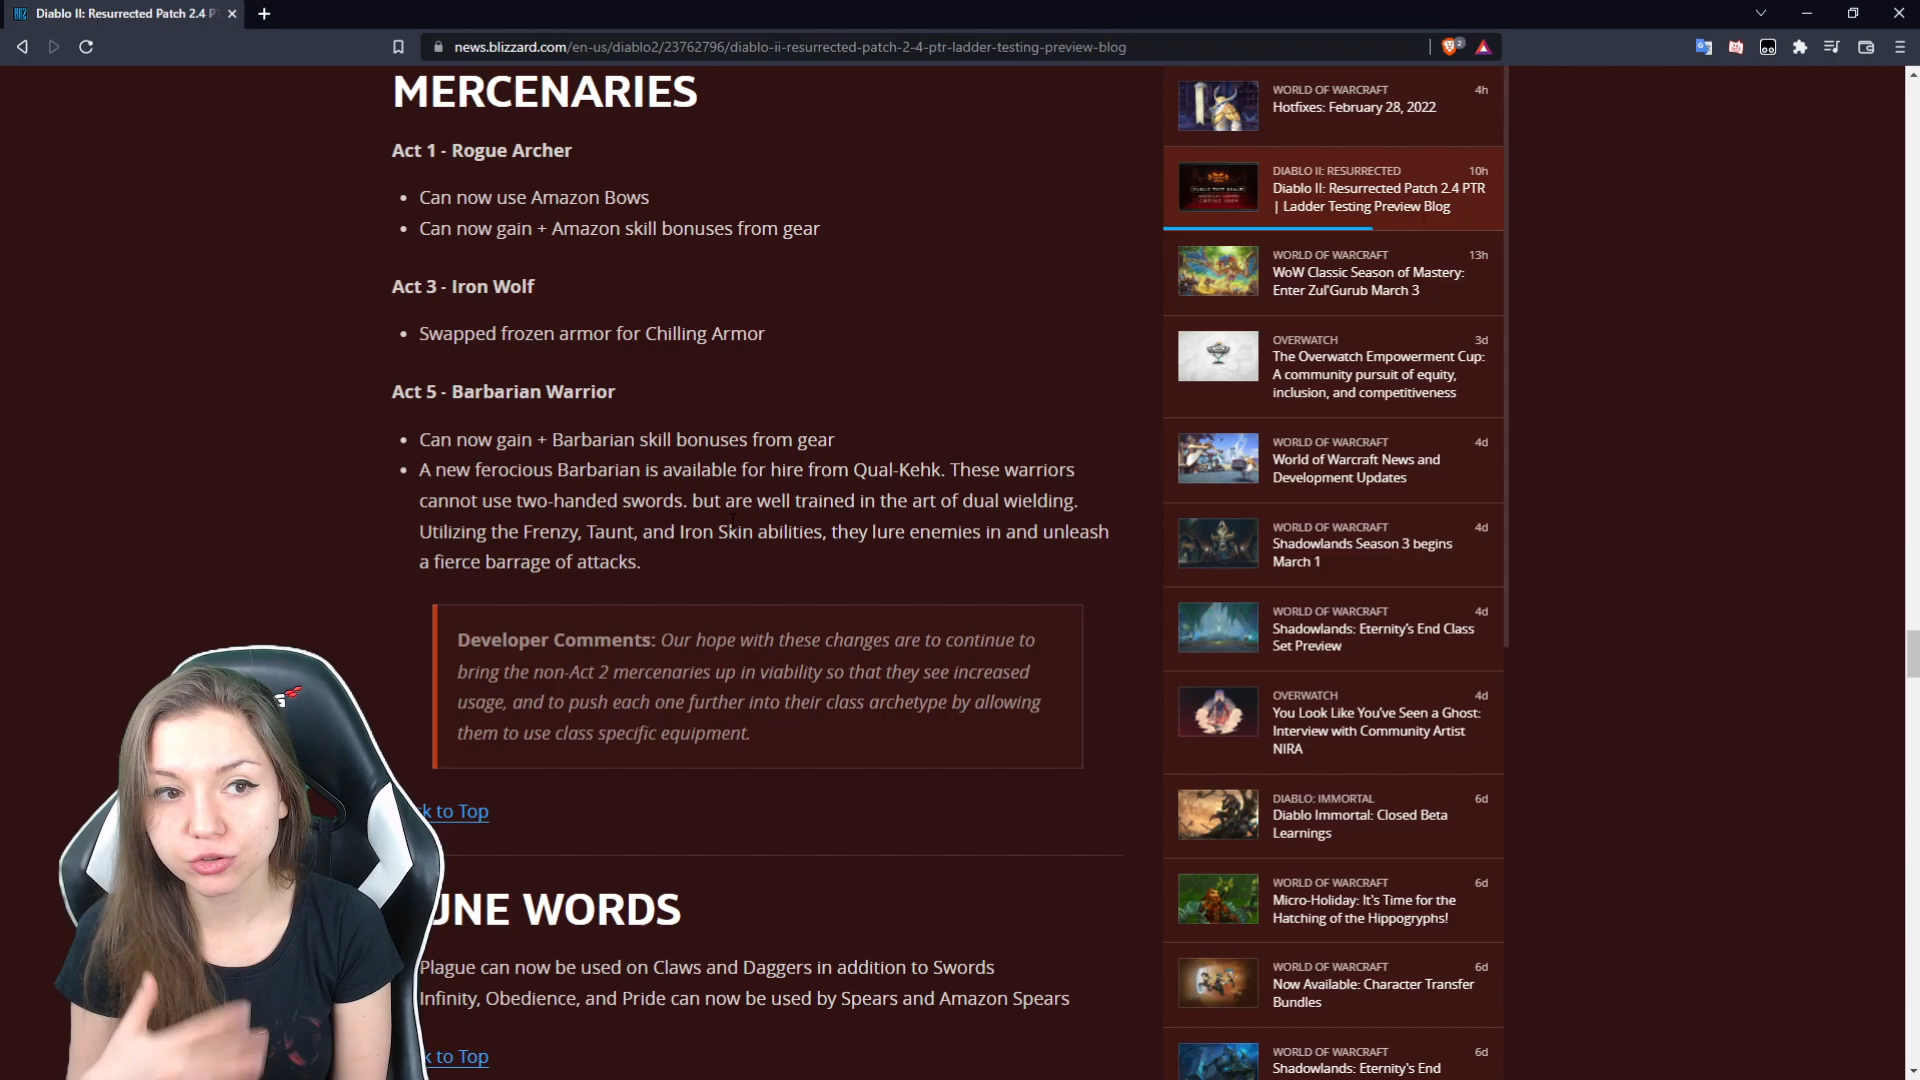 Diablo II: Resurrected Patch 2.4 P
news.blizzard.com/en-us/diablo2/23762796/diablo-ii-resurrected-patch-2-4-ptr-ladder-testing-preview-blog
2
MERCENARIES
Act 1 - Rogue Archer
Can now use Amazon Bows
Can now gain + Amazon skill bonuses from gear
Act 3 - Iron Wolf
Swapped frozen armor for Chilling Armor
Act 5 - Barbarian Warrior
Can now gain + Barbarian skill bonuses from gear
A new ferocious Barbarian is available for hire from Qual-Kehk. These warriors
cannot use two-handed swords. but are well trained in the art of dual wielding.
Utilizing the Frenzy, Taunt, and Iron Skin abilities, they lure enemies in and unleash
a fierce barrage of attacks.
Developer Comments: Our hope with these changes are to continue to
bring the non-Act 2 mercenaries up in viability so that they see increased
usage, and to push each one further into their class archetype by allowing
them to use class specific equipment.
k to Top
UNE WORDS
Plague can now be used on Claws and Daggers in addition to Swords
Infinity, Obedience, and Pride can now be used by Spears and Amazon Spears
k to Top
WORLD OF WARCRAFT 4h
Hotfixes: February 28, 2022
DIABLO II: RESURRECTED 10h
Diablo II: Resurrected Patch 2.4 PTR
| Ladder Testing Preview Blog
WORLD OF WARCRAFT 13h
WoW Classic Season of Mastery:
Enter Zul'Gurub March 3
OVERWATCH 3d
The Overwatch Empowerment Cup:
A community pursuit of equity,
inclusion, and competitiveness
WORLD OF WARCRAFT 4d
World of Warcraft News and
Development Updates
WORLD OF WARCRAFT 4d
Shadowlands Season 3 begins
March 1
WORLD OF WARCRAFT 4d
Shadowlands: Eternity's End Class
Set Preview
OVERWATCH 4d
You Look Like You've Seen a Ghost:
Interview with Community Artist
NIRA
DIABLO: IMMORTAL 6d
Diablo Immortal: Closed Beta
Learnings
WORLD OF WARCRAFT 6d
Micro-Holiday: It's Time for the
Hatching of the Hippogryphs!
WORLD OF WARCRAFT 6d
Now Available: Character Transfer
Bundles
WORLD OF WARCRAFT 6d
Shadowlands: Eternity's End